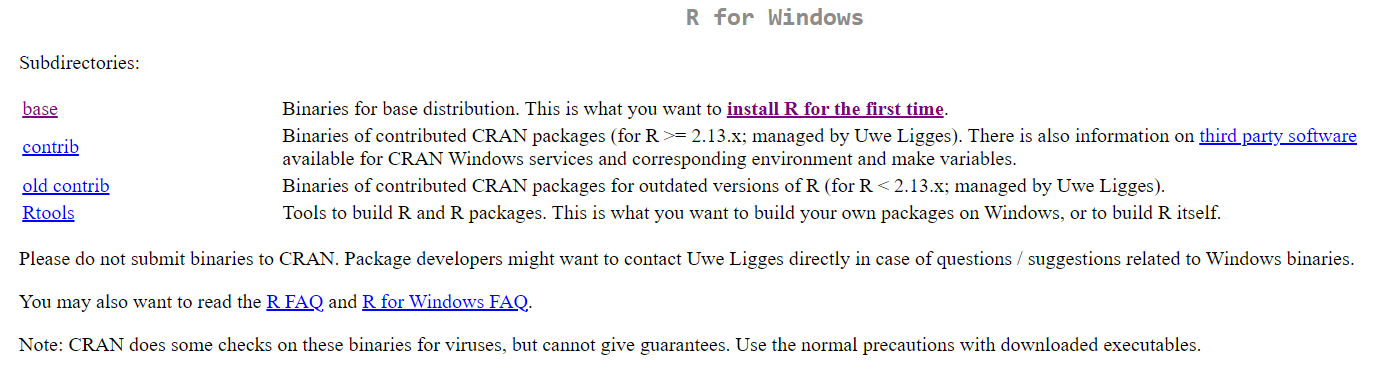 R for Windows
Subdirectories:
base Binaries for base distribution. This is what you want to install R for the first time.
contrib Binaries of contributed CRAN packages (for R >= 2.13.x; managed by Uwe Ligges). There is also information on third party software
available for CRAN Windows services and corresponding environment and make variables.
old contrib Binaries of contributed CRAN packages for outdated versions of R (for R < 2.13.x; managed by Uwe Ligges).
Rtools Tools to build R and R packages. This is what you want to build your own packages on Windows, or to build R itself.
Please do not submit binaries to CRAN. Package developers might want to contact Uwe Ligges directly in case of questions / suggestions related to Windows binaries.
You may also want to read the R FAQ and R for Windows FAQ.
Note: CRAN does some checks on these binaries for viruses, but cannot give guarantees. Use the normal precautions with downloaded executables.